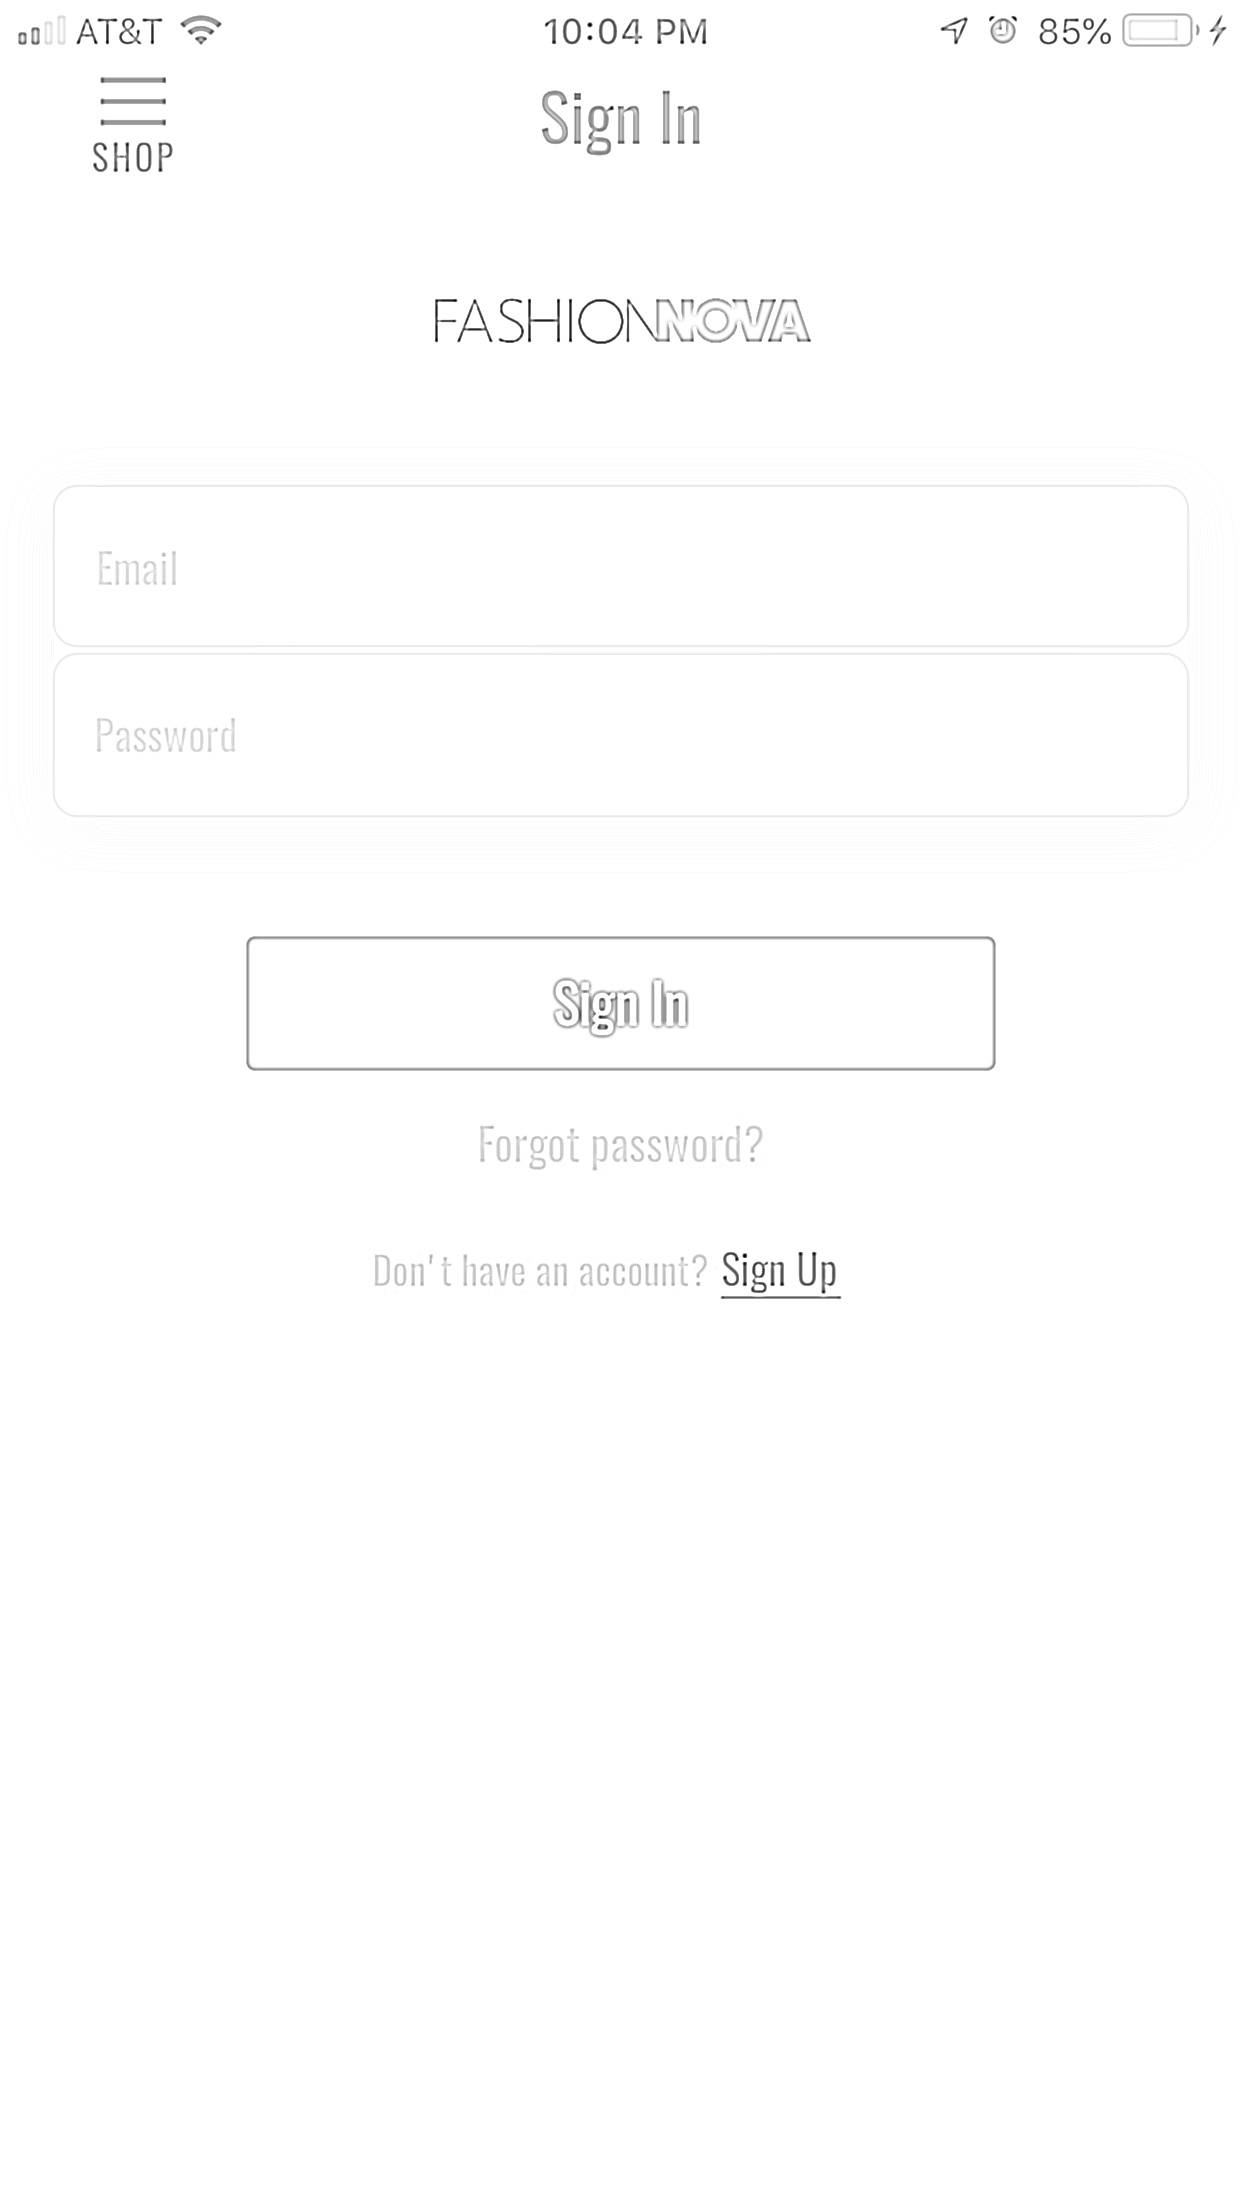 AT&T 10:04 PM 85%
Sign In
SHOP
FASHIONNOVA
Email
Password
Sign In
Forgot password?
Don't have an account? Sign Up